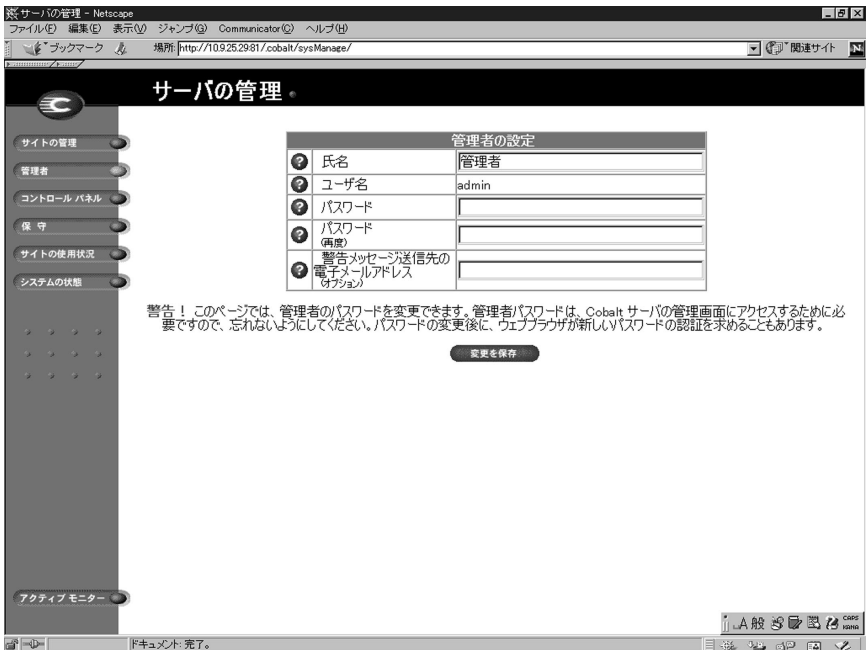 サーバの管理 - Netscape
ファイル(F) 編集(E) 表示(V) ジャンプ(G) Communicator(C) ヘルプ(H)
ブックマーク 場所: http://10.9.25.29:81/.cobalt/sysManage/ 関連サイト N
サーバの管理
サイトの管理
管理者
コントロール パネル
保 守
サイトの使用状況
システムの状態
アクティブ モニター
管理者の設定
氏名 管理者
ユーザ名 admin
パスワード
パスワード
(再度)
警告メッセージ送信先の
電子メールアドレス
(オプション)
警告！ このページでは、管理者のパスワードを変更できます。管理者パスワードは、Cobalt サーバの管理画面にアクセスするために必
要ですので、忘れないようにしてください。パスワードの変更後に、ウェブブラウザが新しいパスワードの認証を求めることもあります。
変更を保存
A 般 CAPS
KANA
ドキュメント: 完了。